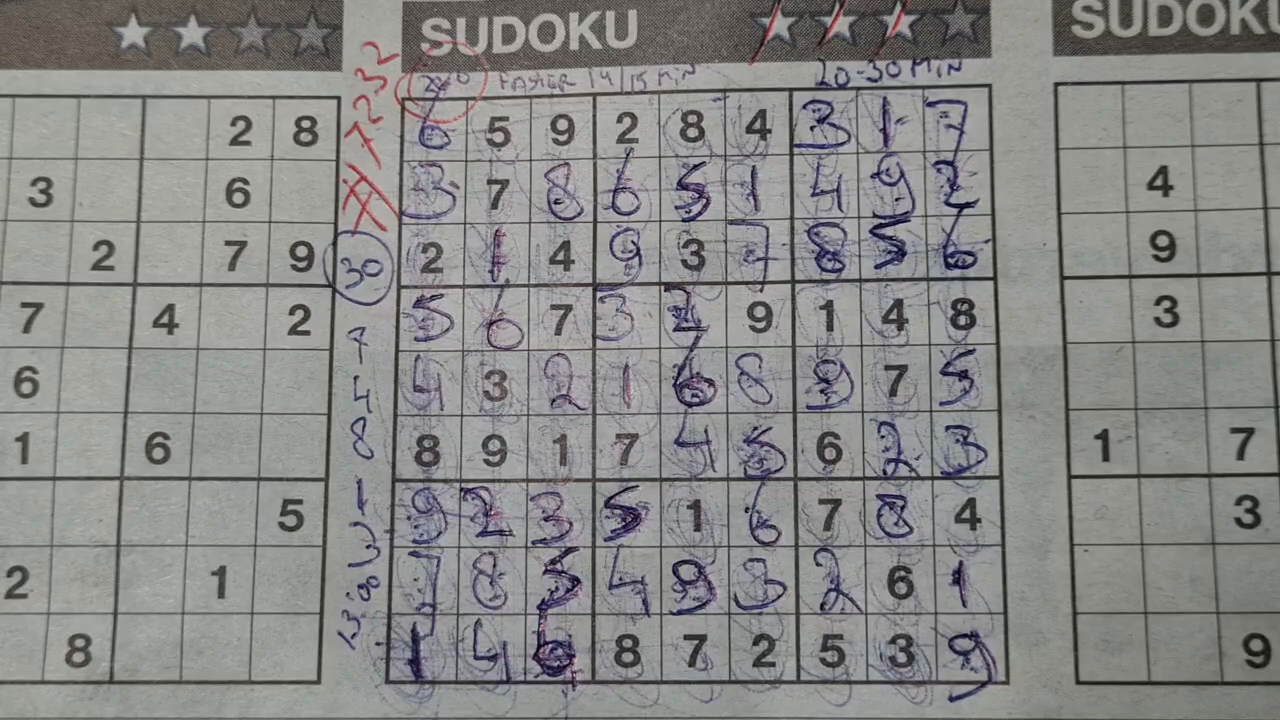 SUDOKU
SUDOKU
FASTER 14/15 MIN
20-30 MIN
30
2 8
3 6
2 7 9
7 4 2
6
1 6
5
2 1
8
6 5 9 2 8 4 3 1 7
3 7 8 6 5 1 4 9 2
2 1 4 9 3 7 8 5 6
5 6 7 3 2 9 1 4 8
4 3 2 1 6 8 9 7 5
8 9 1 7 4 5 6 2 3
9 2 3 5 1 6 7 8 4
7 8 5 4 9 3 2 6 1
1 4 6 8 7 2 5 3 9
4
9
3
1 7
3
9